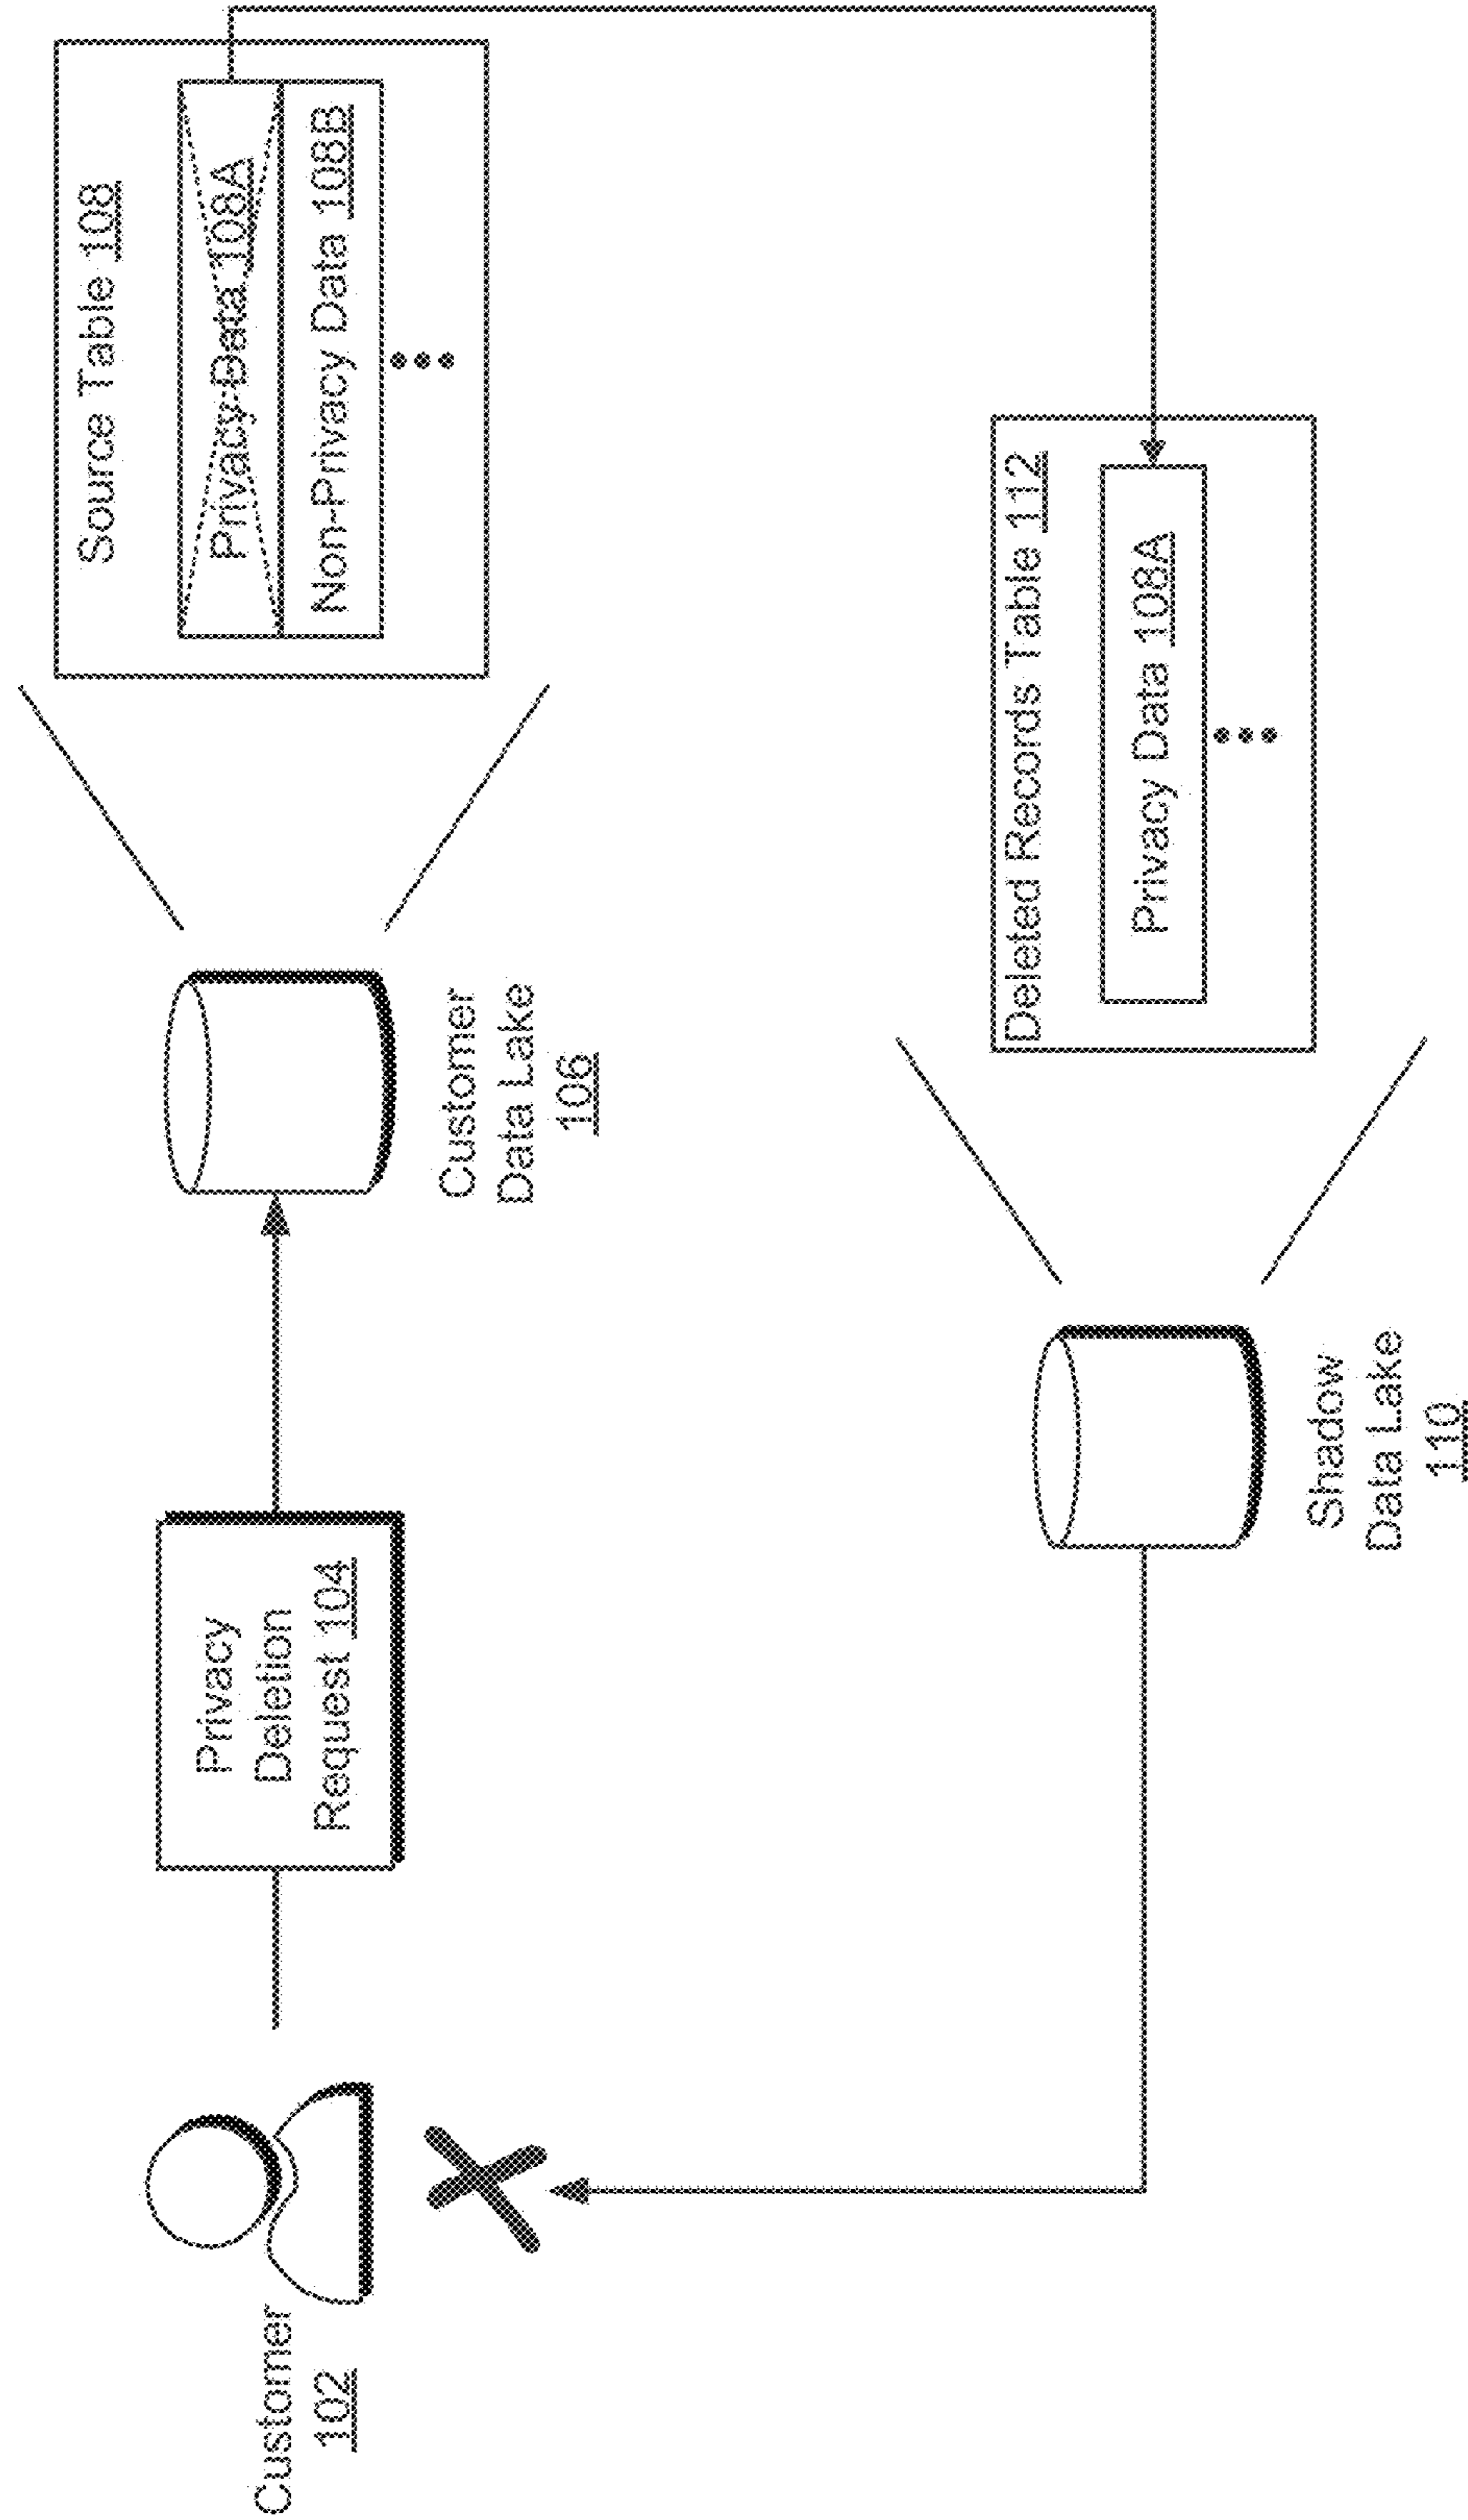 Customer
102
Privacy
Deletion
Request 104
Customer
Data Lake
106
Source Table 108
Privacy Data 108A
Non-Privacy Data 108B
Shadow
Data Lake
110
Deleted Records Table 112
Privacy Data 108A